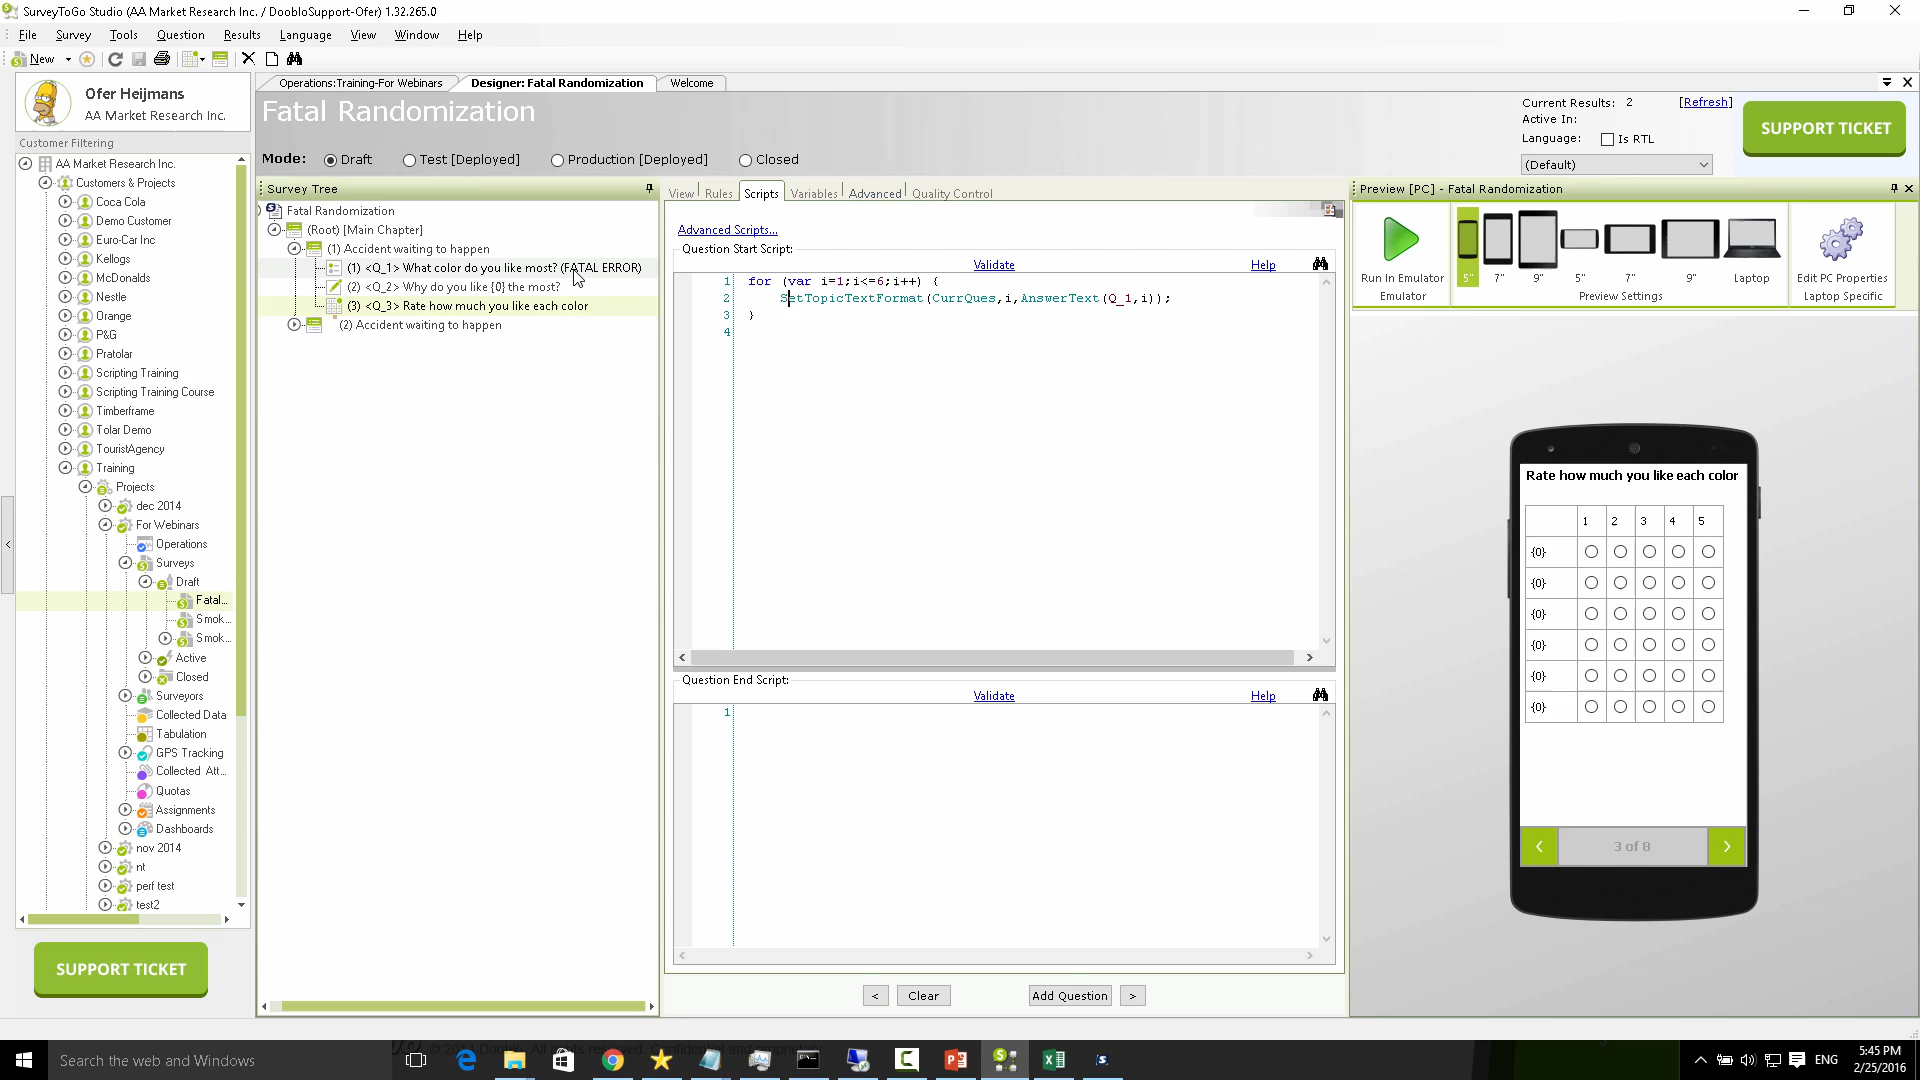 SurveyToGo Studio (AA Market Research Inc. / DoobloSupport-Ofer) 1.32.265.0
File Survey Tools Question Results Language View Window Help
New
Ofer Heijmans
AA Market Research Inc.
Customer Filtering
AA Market Research Inc.
Customers & Projects
Coca Cola
Demo Customer
Euro-Car Inc
Kellogs
McDonalds
Nestle
Orange
P&G
Pratolar
Scripting Training
Scripting Training Course
Timberframe
Tolar Demo
TouristAgency
Training
Projects
dec 2014
For Webinars
Operations
Surveys
Draft
Fatal...
Smok...
Smok...
Active
Closed
Surveyors
Collected Data
Tabulation
GPS Tracking
Collected Att...
Quotas
Assignments
Dashboards
nov 2014
nt
perf test
test2
SUPPORT TICKET
Operations:Training-For Webinars Designer: Fatal Randomization Welcome
Fatal Randomization
Mode: Draft Test [Deployed] Production [Deployed] Closed
Current Results: 2 [Refresh]
Active In:
Language: Is RTL
(Default)
SUPPORT TICKET
Survey Tree
Fatal Randomization
(Root) [Main Chapter]
(1) Accident waiting to happen
(1) <Q_1> What color do you like most? (FATAL ERROR)
(2) <Q_2> Why do you like {0} the most?
(3) <Q_3> Rate how much you like each color
(2) Accident waiting to happen
View Rules Scripts Variables Advanced Quality Control
Advanced Scripts...
Question Start Script:
Validate Help
1 for (var i=1;i<=6;i++) {
2 SetTopicTextFormat(CurrQues,i,AnswerText(Q_1,i));
3 }
4
Question End Script:
Validate Help
1
< Clear Add Question >
Preview [PC] - Fatal Randomization
Run In Emulator 5" 7" 9" 5" 7" 9" Laptop Edit PC Properties
Emulator Preview Settings Laptop Specific
Rate how much you like each color
1 2 3 4 5
{0}
{0}
{0}
{0}
{0}
{0}
3 of 8
Search the web and Windows
ENG
5:45 PM
2/25/2016